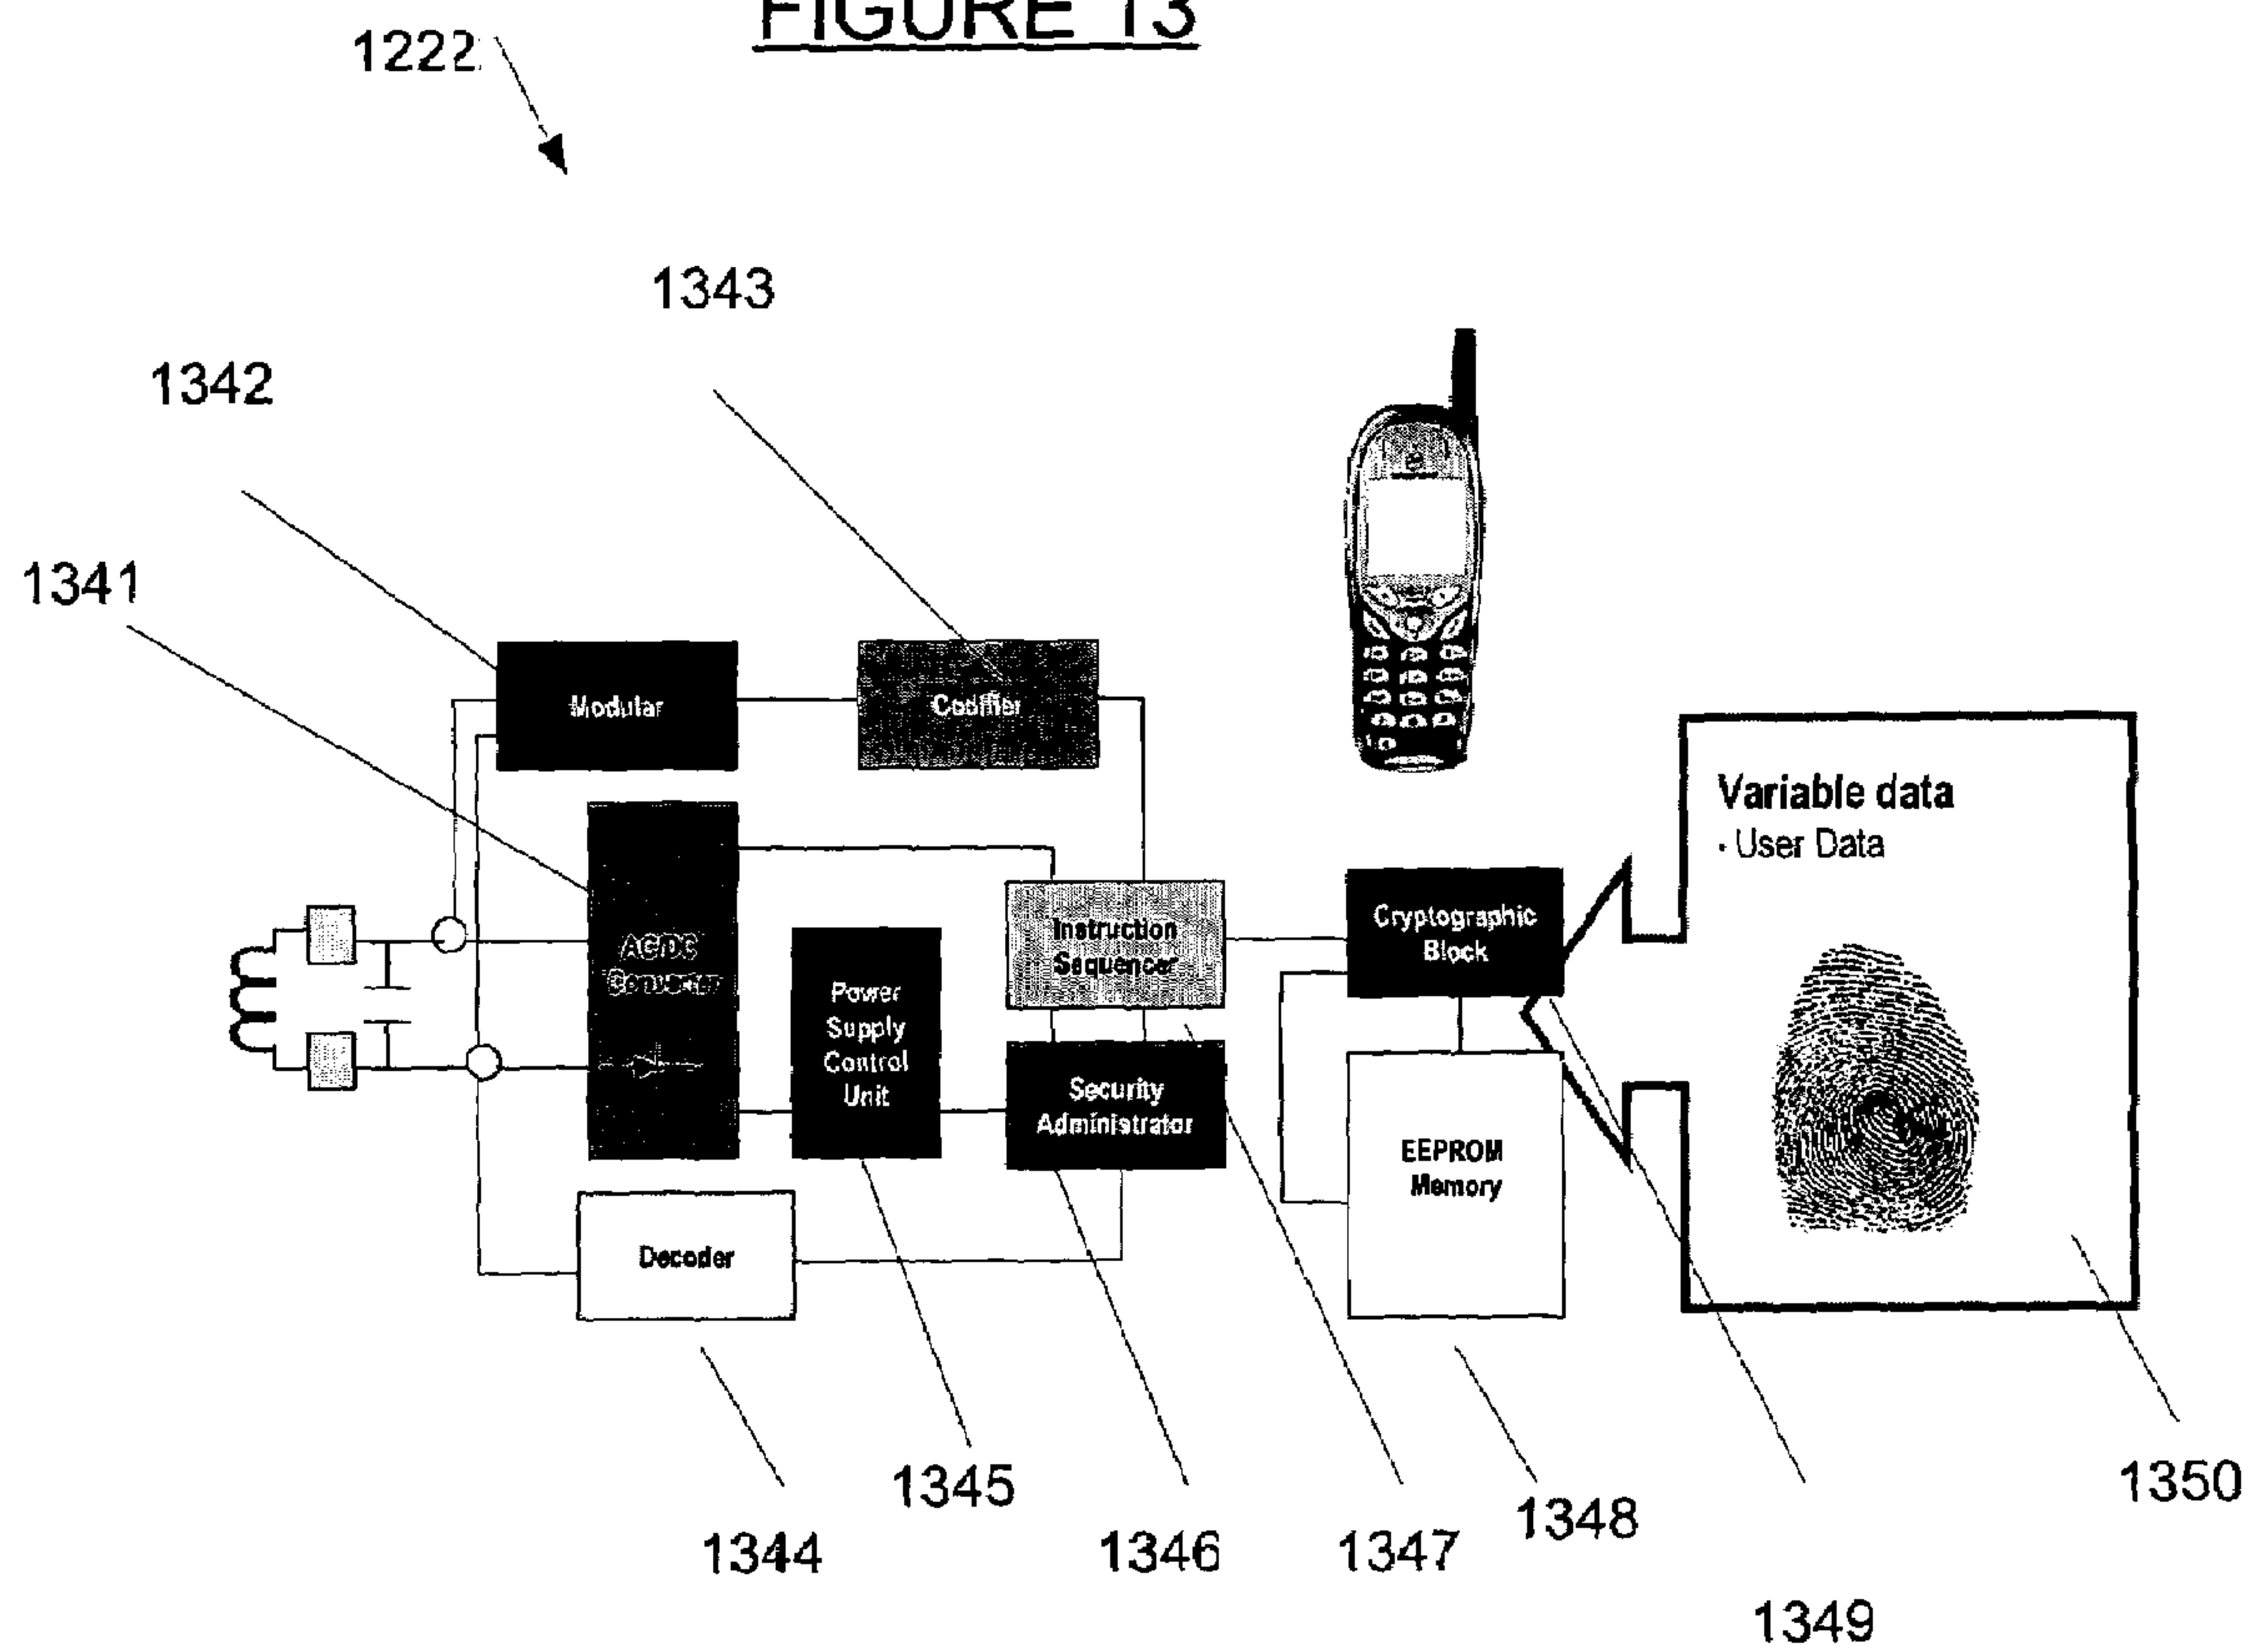 FIGURE 13
1222
1343
1342
1341
Modular
Codifier
Variable data
· User Data
AC/DC
Converter
Power
Supply
Control
Unit
Instruction
Sequencer
Cryptographic
Block
Security
Administrator
EEPROM
Memory
Decoder
1345
1350
1348
1344
1346
1347
1349